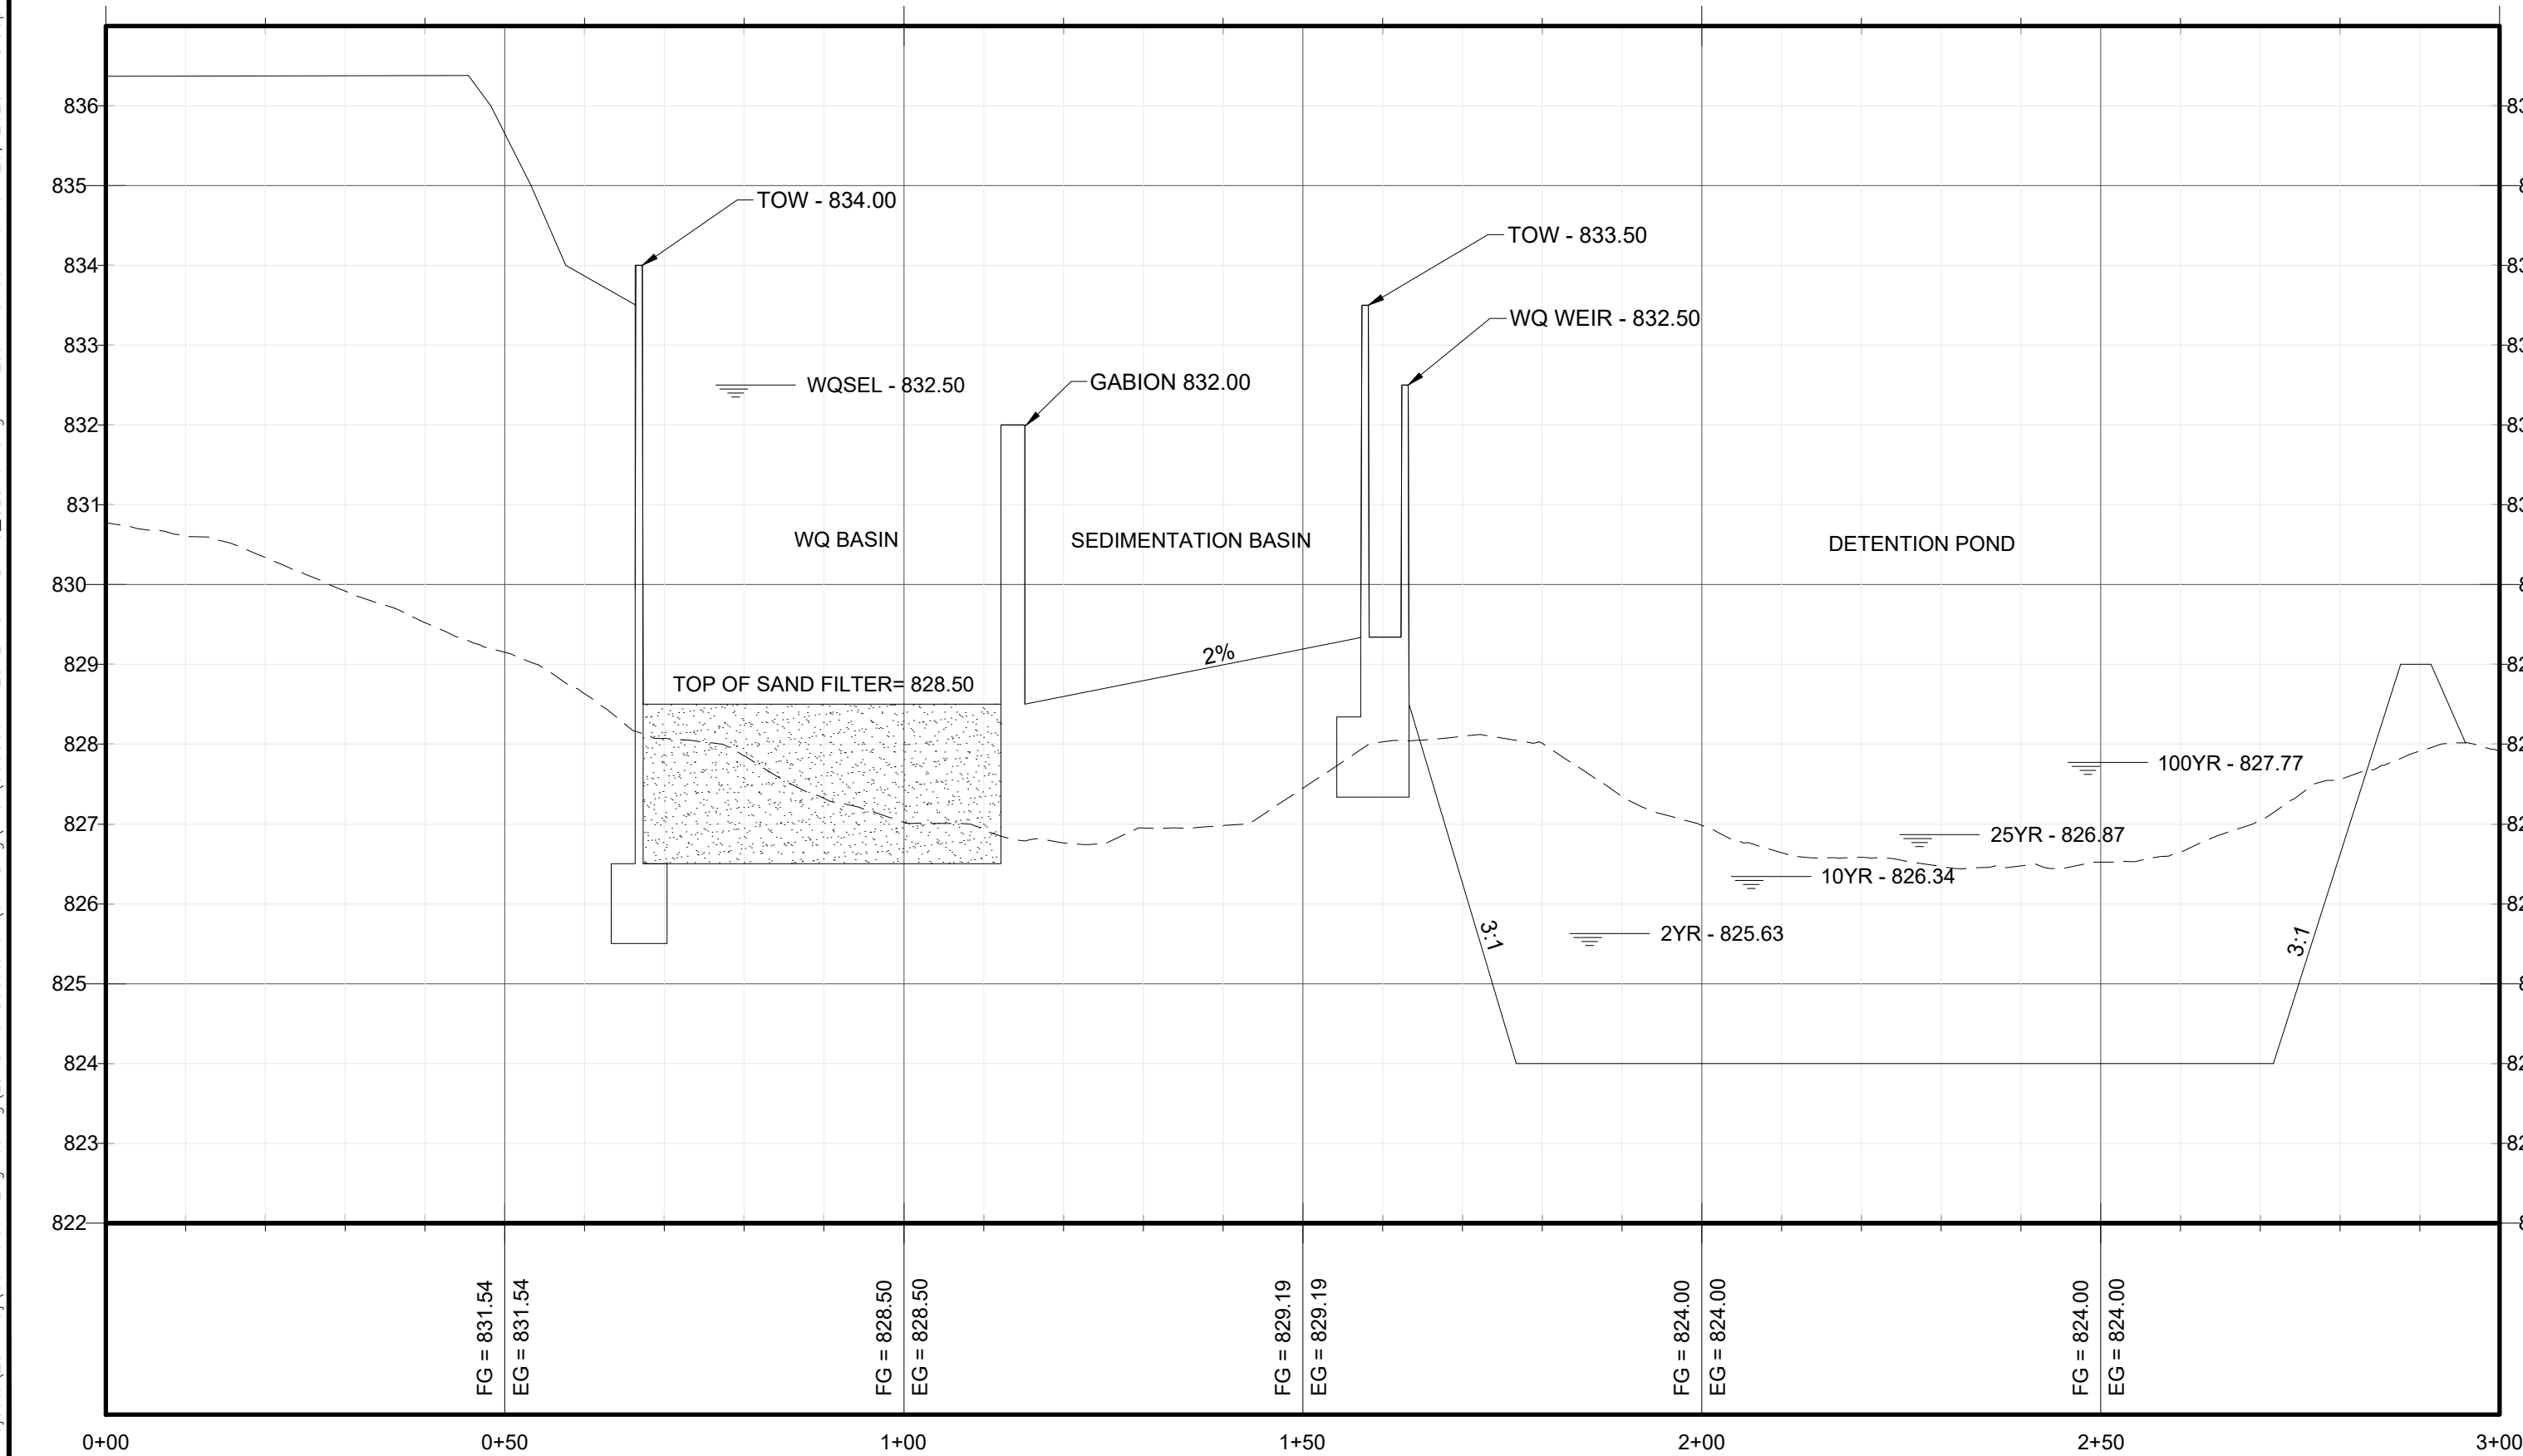 836
835
834
833
832
831
830
829
828
827
826
825
824
823
822
TOW - 834.00
TOW - 833.50
WQ WEIR - 832.50
WQSEL - 832.50
GABION 832.00
WQ BASIN
SEDIMENTATION BASIN
DETENTION POND
2%
TOP OF SAND FILTER= 828.50
100YR - 827.77
25YR - 826.87
10YR - 826.34
2YR - 825.63
3:1
3:1
FG = 831.54
EG = 831.54
FG = 828.50
EG = 828.50
FG = 829.19
EG = 829.19
FG = 824.00
EG = 824.00
FG = 824.00
EG = 824.00
0+00
0+50
1+00
1+50
2+00
2+50
3+00